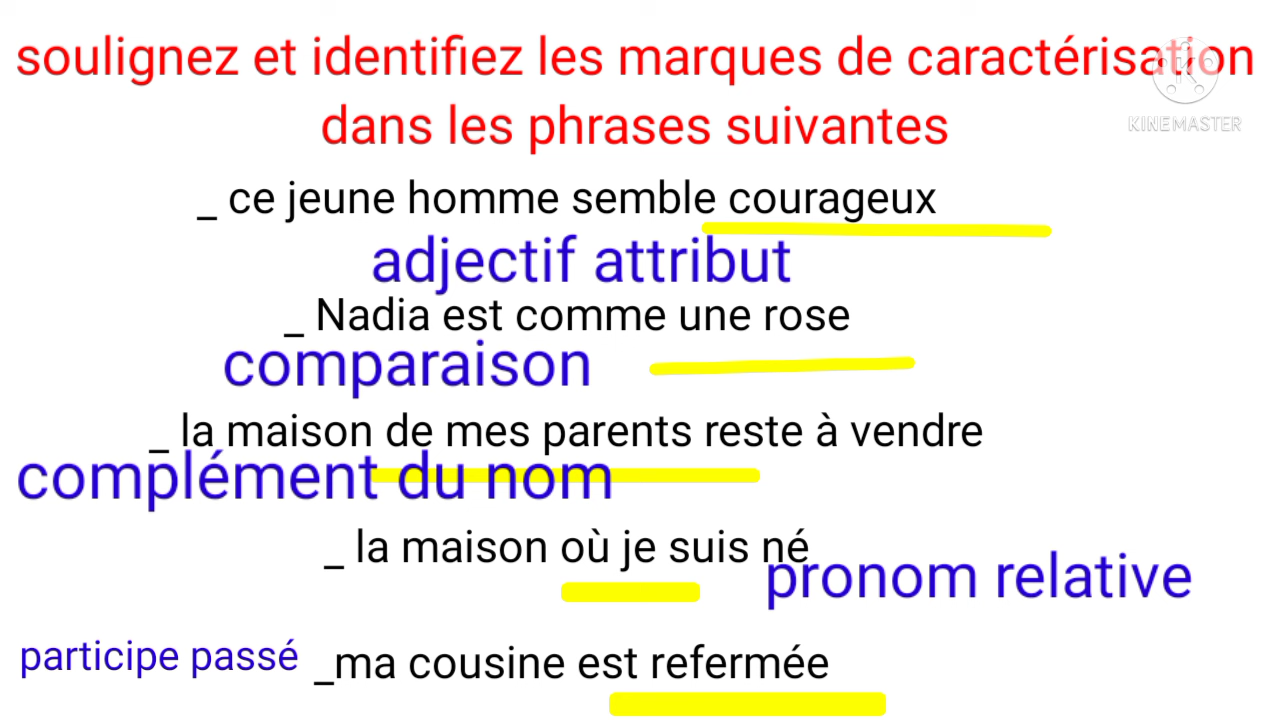 soulignez et identifiez les marques de caractérisation
dans les phrases suivantes
KINEMASTER
_ ce jeune homme semble courageux
adjectif attribut
_ Nadia est comme une rose
comparaison
_ la maison de mes parents reste à vendre
complément du nom
_ la maison où je suis né
pronom relative
participe passé
_ma cousine est refermée